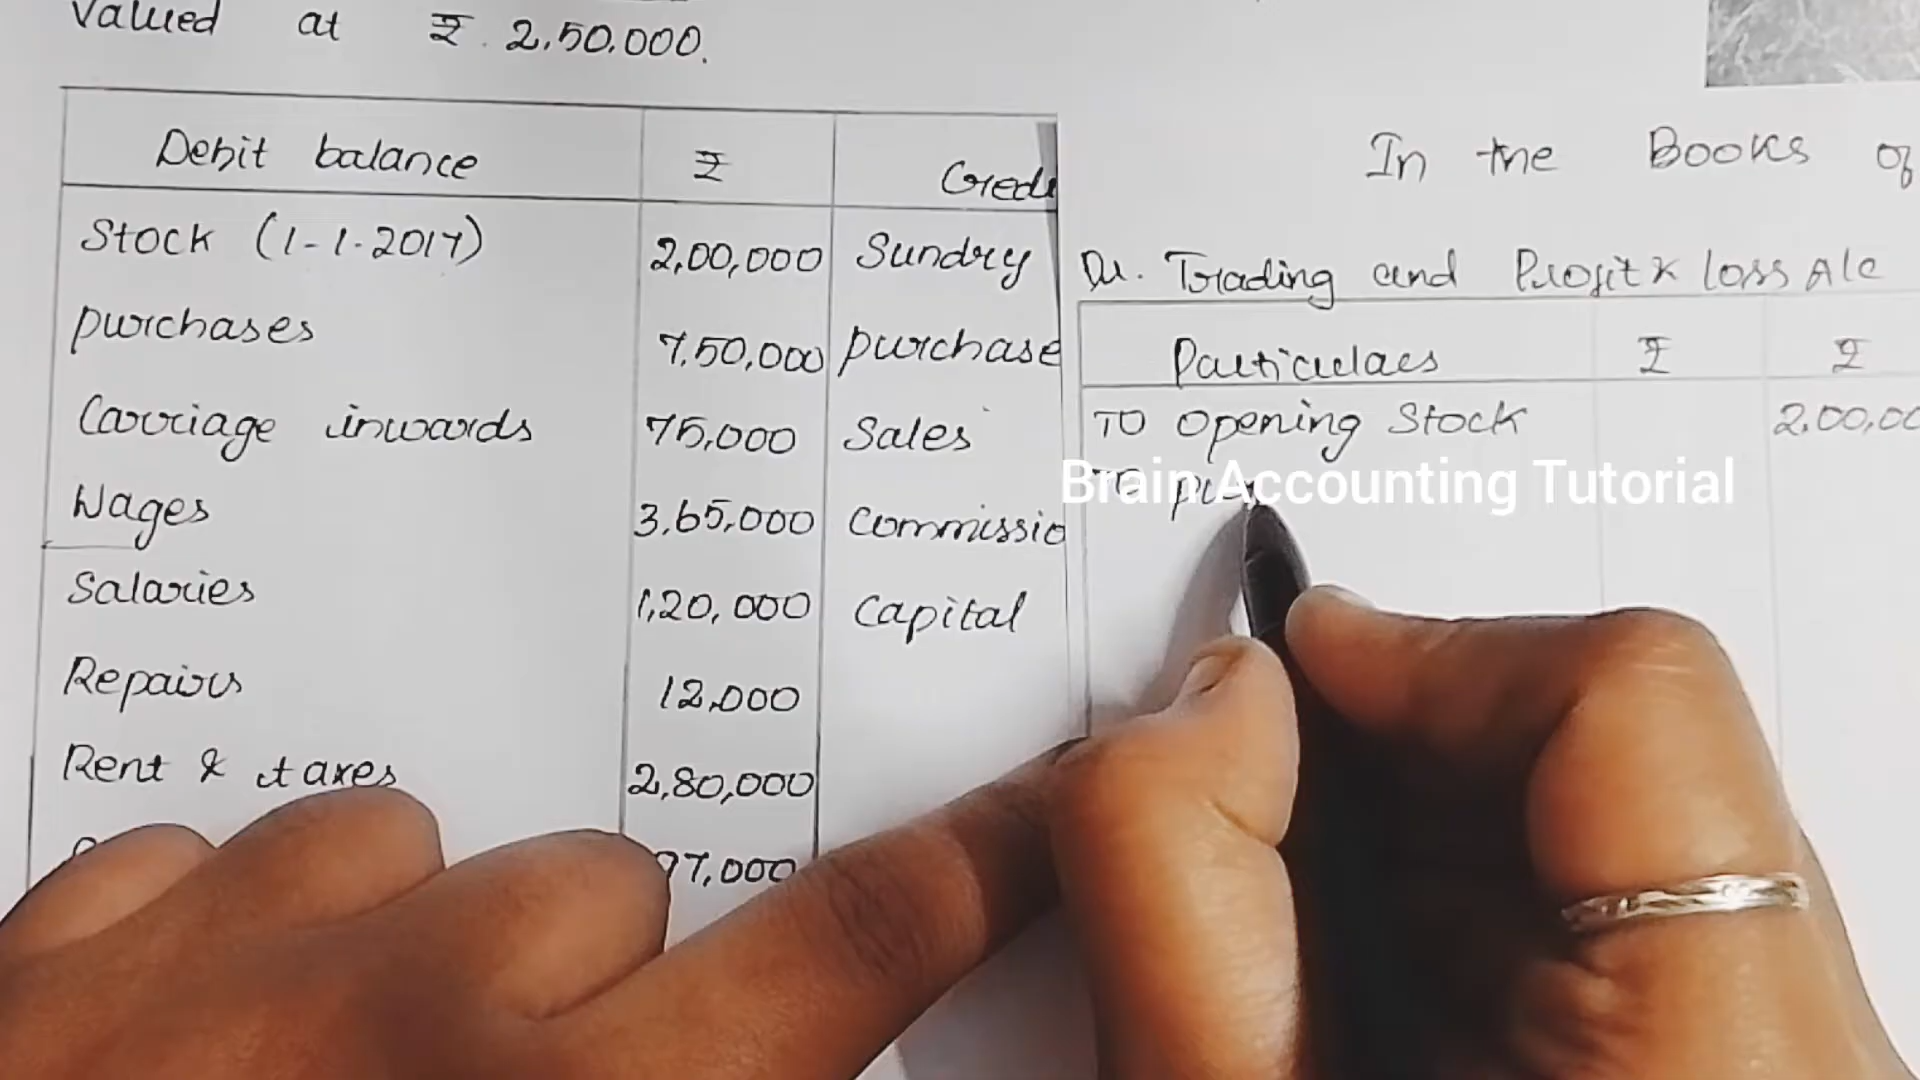 Valued at ₹. 2,50,000.
Debit balance ₹ Credi
Stock (1-1-2017) 2,00,000 Sundry
purchases 7,50,000 purchase
Carriage inwards 75,000 Sales
Wages 3,65,000 Commissio
Salaries 1,20,000 Capital
Repairs 12,000
Rent & taxes 2,80,000
77,000
In the Books of
Dr. Trading and Profit & loss A/c
Particulars ₹ ₹
To Opening Stock 2,00,00
To pur
Brain Accounting Tutorial